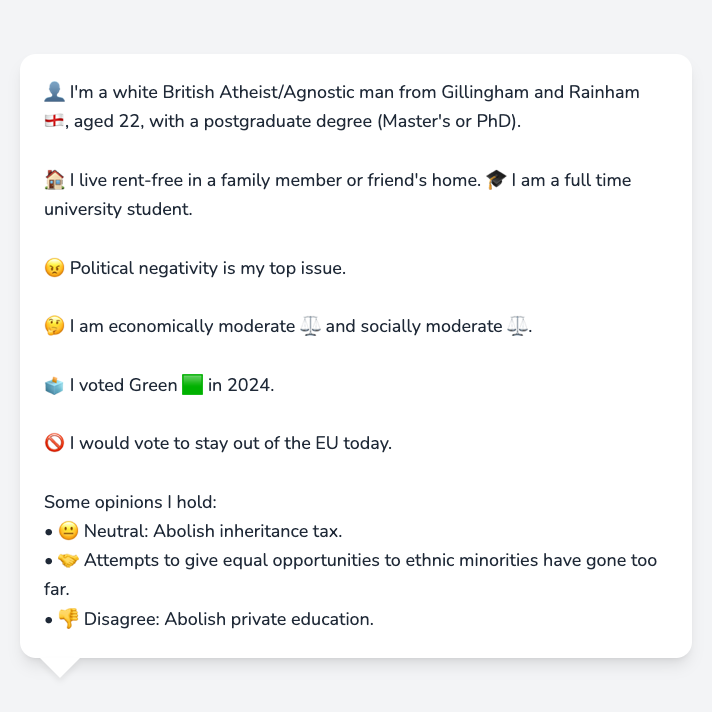 👤 I'm a white British Atheist/Agnostic man from Gillingham and Rainham
🏴󠁧󠁢󠁥󠁮󠁧󠁿, aged 22, with a postgraduate degree (Master's or PhD).
🏠 I live rent-free in a family member or friend's home. 🎓 I am a full time
university student.
😠 Political negativity is my top issue.
🤔 I am economically moderate ⚖️ and socially moderate ⚖️.
🗳️ I voted Green 🟩 in 2024.
🚫 I would vote to stay out of the EU today.
Some opinions I hold:
• 😐 Neutral: Abolish inheritance tax.
• 🤝 Attempts to give equal opportunities to ethnic minorities have gone too
far.
• 👎 Disagree: Abolish private education.